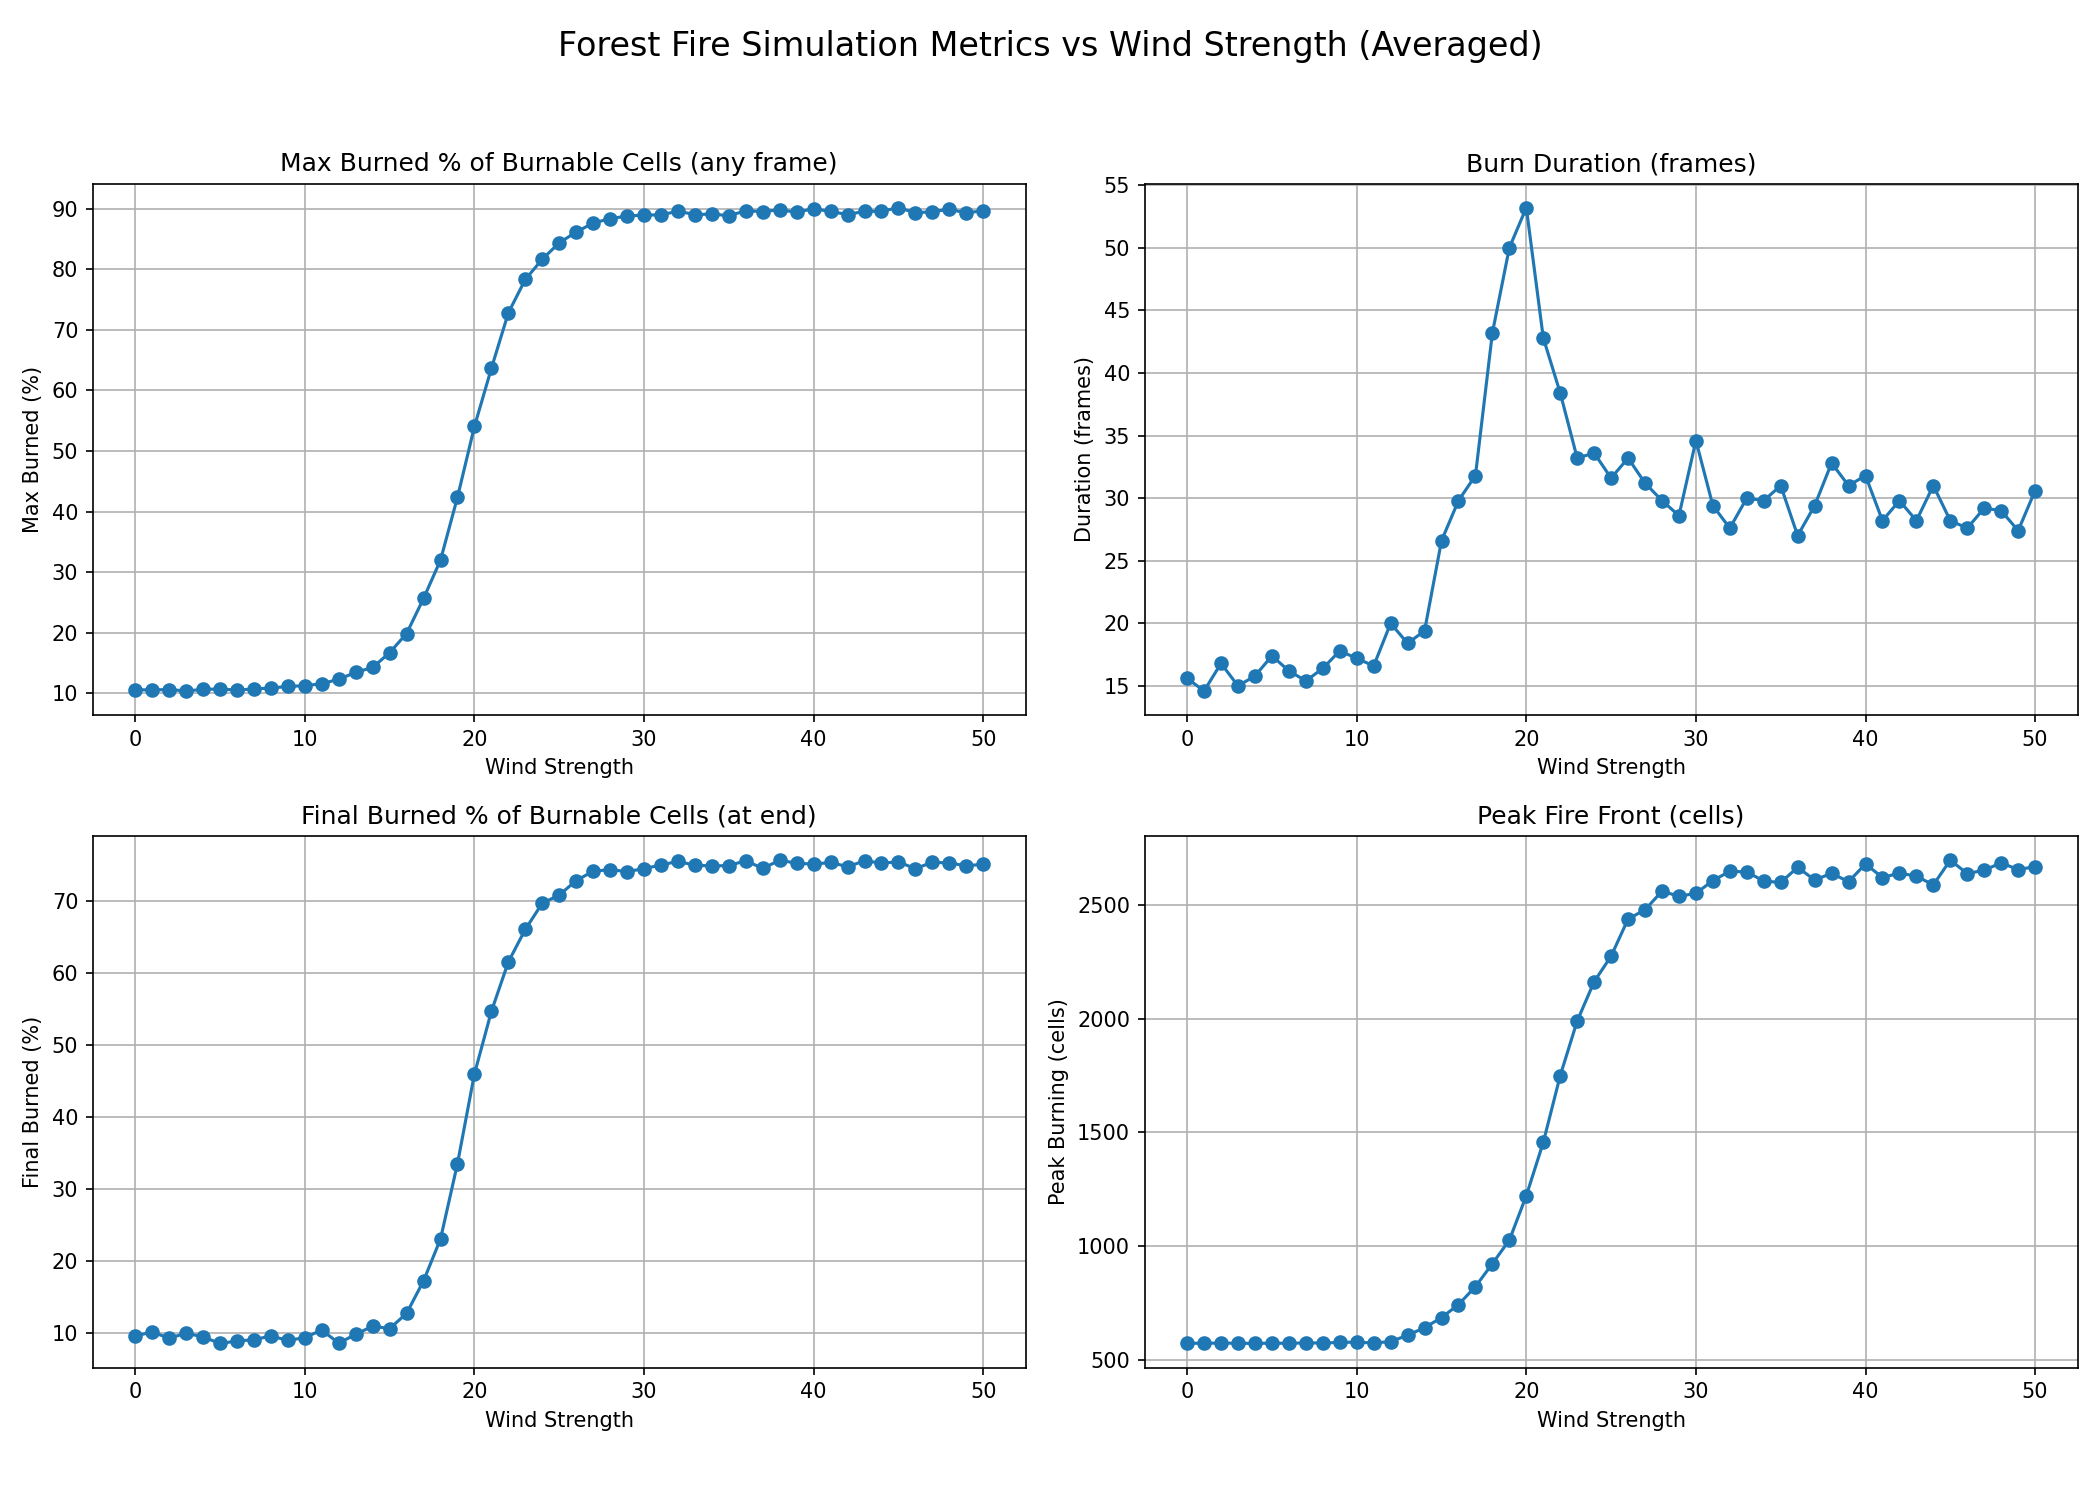 Forest Fire Simulation Metrics vs Wind Strength (Averaged)
Max Burned % of Burnable Cells (any frame)
90
80
70
60
50
40
30
20
10
Max Burned (%)
0 10 20 30 40 50
Wind Strength
Burn Duration (frames)
55
50
45
40
35
30
25
20
15
Duration (frames)
0 10 20 30 40 50
Wind Strength
Final Burned % of Burnable Cells (at end)
70
60
50
40
30
20
10
Final Burned (%)
0 10 20 30 40 50
Wind Strength
Peak Fire Front (cells)
2500
2000
1500
1000
500
Peak Burning (cells)
0 10 20 30 40 50
Wind Strength